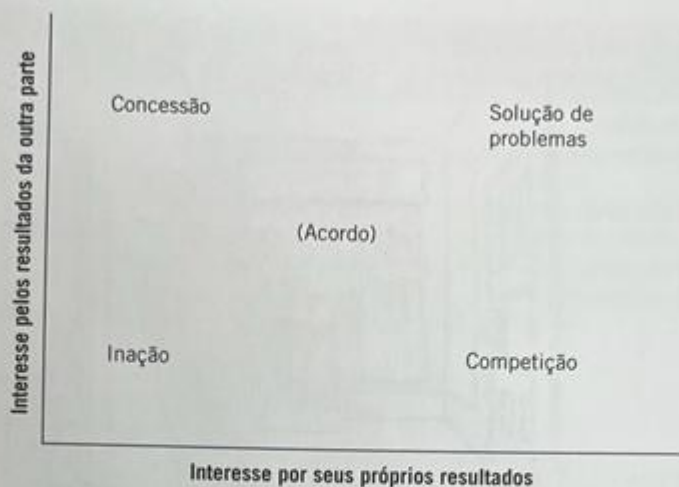 Interesse pelos resultados da outra parte
Concessão
Solução de
problemas
(Acordo)
Inação
Competição
Interesse por seus próprios resultados